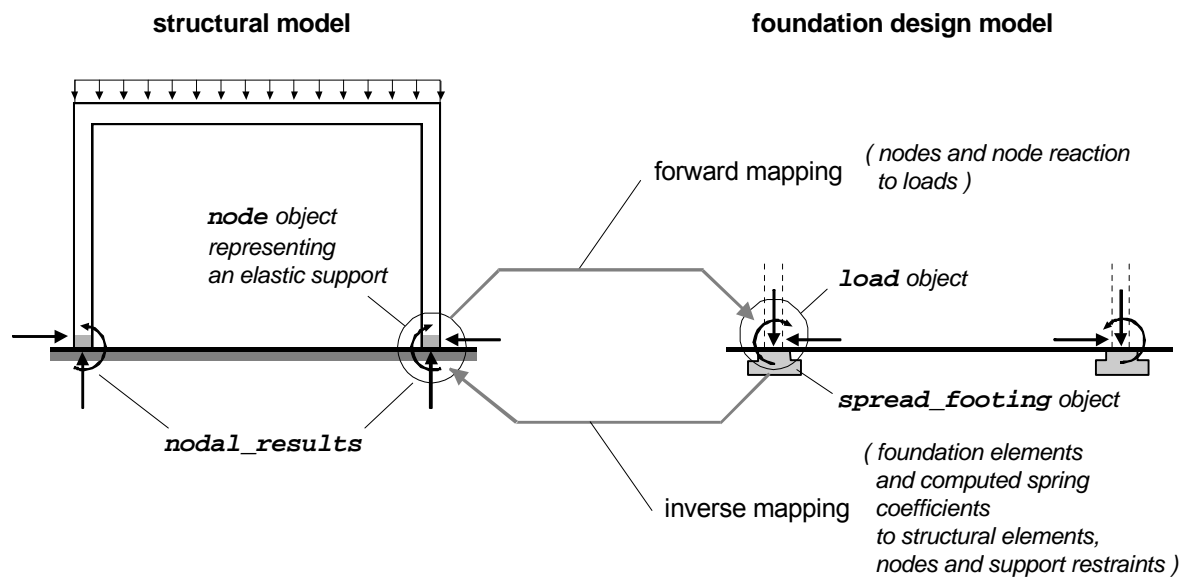 structural model
foundation design model
forward mapping
( nodes and node reaction
to loads )
node object
representing
an elastic support
load object
spread_footing object
nodal_results
inverse mapping
( foundation elements
and computed spring
coefficients
to structural elements,
nodes and support restraints )